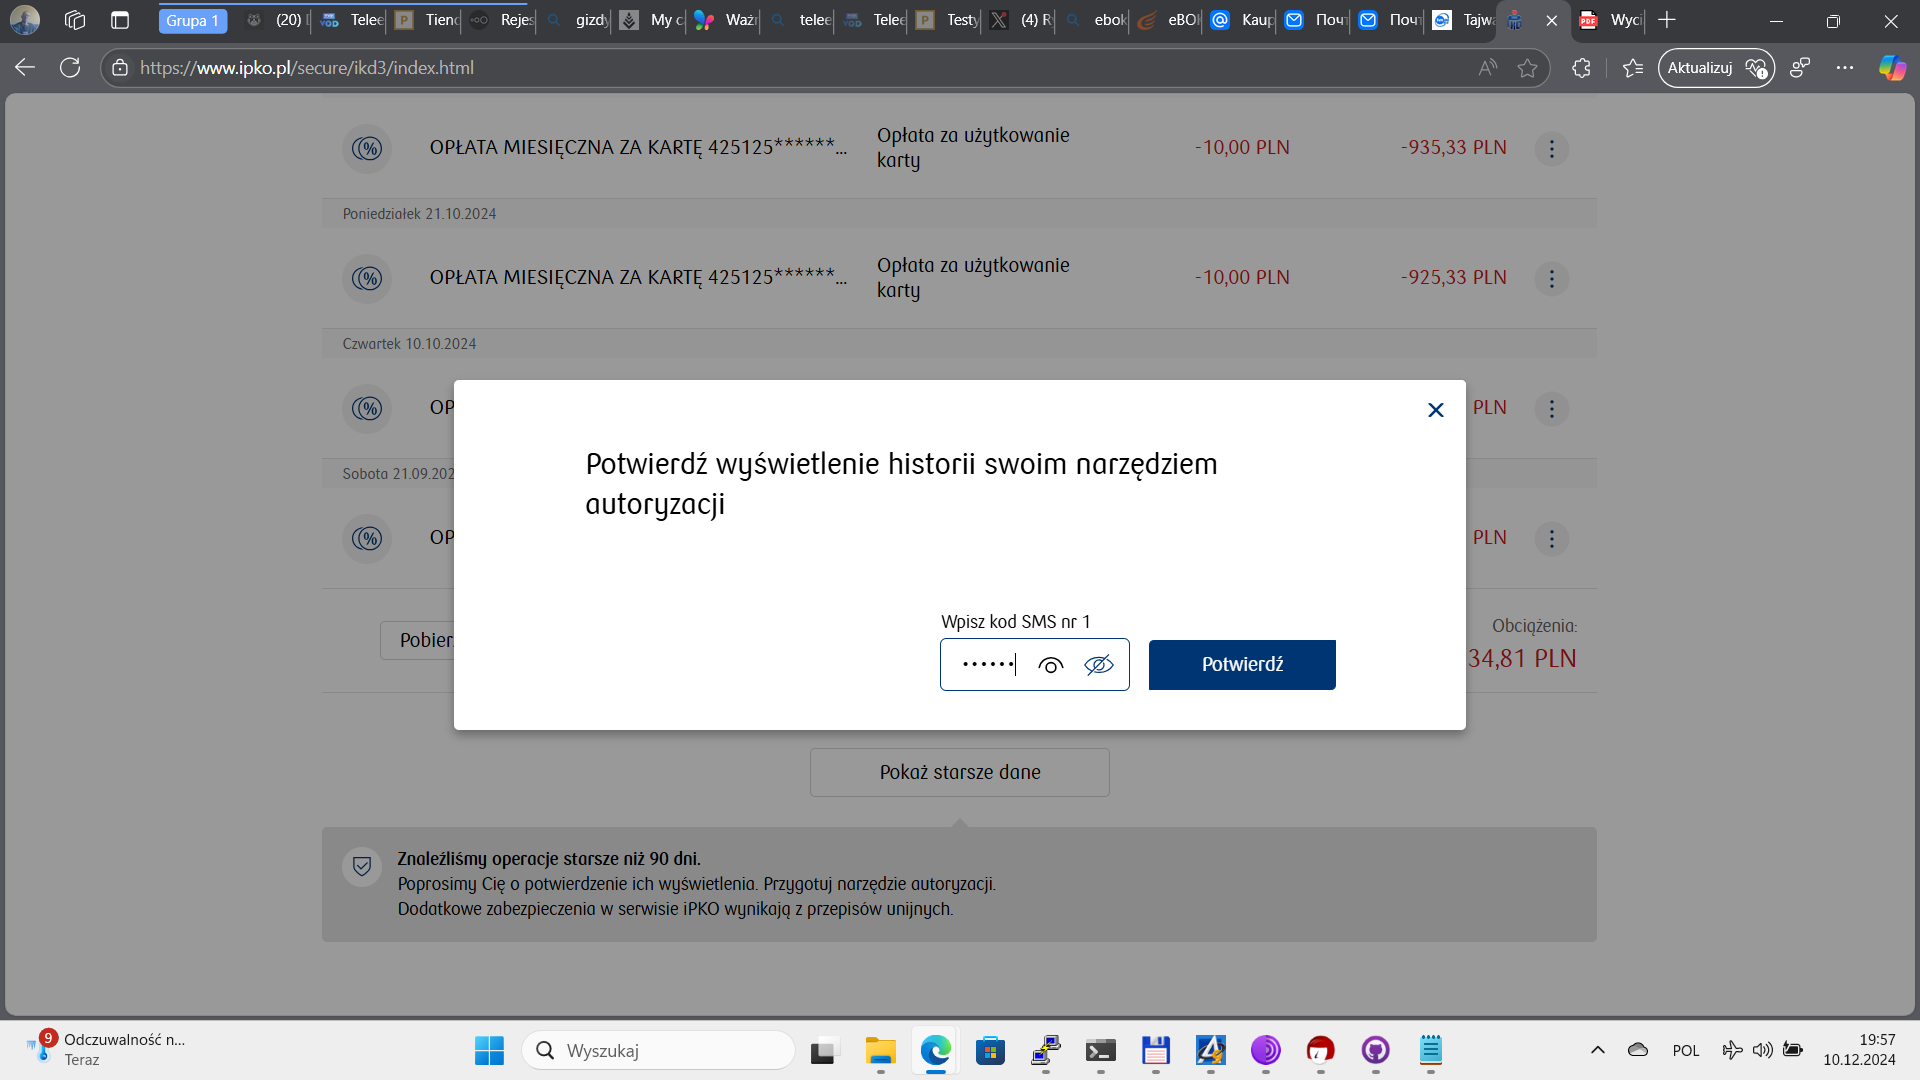 Grupa 1
(20)
Telee
Tieno
Rejes
gizdy
My c
Ważn
telee
Telee
Testy
(4) R
ebok
eBOK
Kaup
Почт
Почт
Tajwa
Wyci
https://www.ipko.pl/secure/ikd3/index.html
Aktualizuj
OPŁATA MIESIĘCZNA ZA KARTĘ 425125******...
Opłata za użytkowanie
karty
-10,00 PLN
-935,33 PLN
Poniedziałek 21.10.2024
OPŁATA MIESIĘCZNA ZA KARTĘ 425125******...
Opłata za użytkowanie
karty
-10,00 PLN
-925,33 PLN
Czwartek 10.10.2024
OP
PLN
Sobota 21.09.202
OP
PLN
Potwierdź wyświetlenie historii swoim narzędziem
autoryzacji
Wpisz kod SMS nr 1
••••••
Potwierdź
Pobierz
Obciążenia:
34,81 PLN
Pokaż starsze dane
Znaleźliśmy operacje starsze niż 90 dni.
Poprosimy Cię o potwierdzenie ich wyświetlenia. Przygotuj narzędzie autoryzacji.
Dodatkowe zabezpieczenia w serwisie iPKO wynikają z przepisów unijnych.
9
Odczuwalność n...
Teraz
Wyszukaj
POL
19:57
10.12.2024